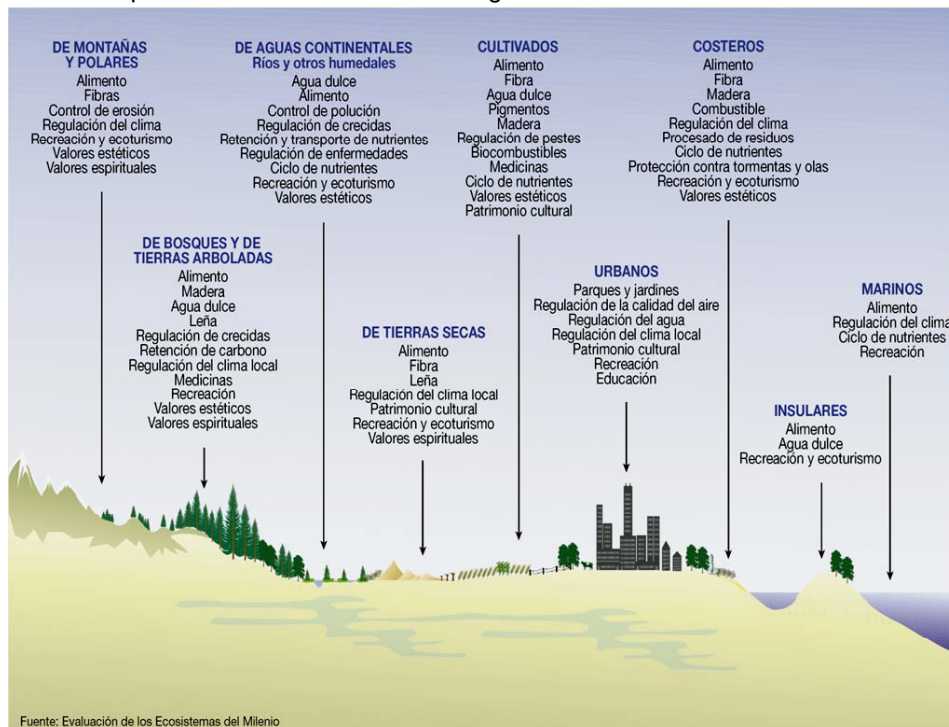 DE MONTAÑAS
Y POLARES
Alimento
Fibras
Control de erosión
Regulación del clima
Recreación y ecoturismo
Valores estéticos
Valores espirituales
DE AGUAS CONTINENTALES
Ríos y otros humedales
Agua dulce
Alimento
Control de polución
Regulación de crecidas
Retención y transporte de nutrientes
Regulación de enfermedades
Ciclo de nutrientes
Recreación y ecoturismo
Valores estéticos
CULTIVADOS
Alimento
Fibra
Agua dulce
Pigmentos
Madera
Regulación de pestes
Biocombustibles
Medicinas
Ciclo de nutrientes
Valores estéticos
Patrimonio cultural
COSTEROS
Alimento
Fibra
Madera
Combustible
Regulación del clima
Procesado de residuos
Ciclo de nutrientes
Protección contra tormentas y olas
Recreación y ecoturismo
Valores estéticos
DE BOSQUES Y DE
TIERRAS ARBOLADAS
Alimento
Madera
Agua dulce
Leña
Regulación de crecidas
Retención de carbono
Regulación del clima local
Medicinas
Recreación
Valores estéticos
Valores espirituales
DE TIERRAS SECAS
Alimento
Fibra
Leña
Regulación del clima local
Patrimonio cultural
Recreación y ecoturismo
Valores espirituales
URBANOS
Parques y jardines
Regulación de la calidad del aire
Regulación del agua
Regulación del clima local
Patrimonio cultural
Recreación
Educación
INSULARES
Alimento
Agua dulce
Recreación y ecoturismo
MARINOS
Alimento
Regulación del clima
Ciclo de nutrientes
Recreación
Fuente: Evaluación de los Ecosistemas del Milenio